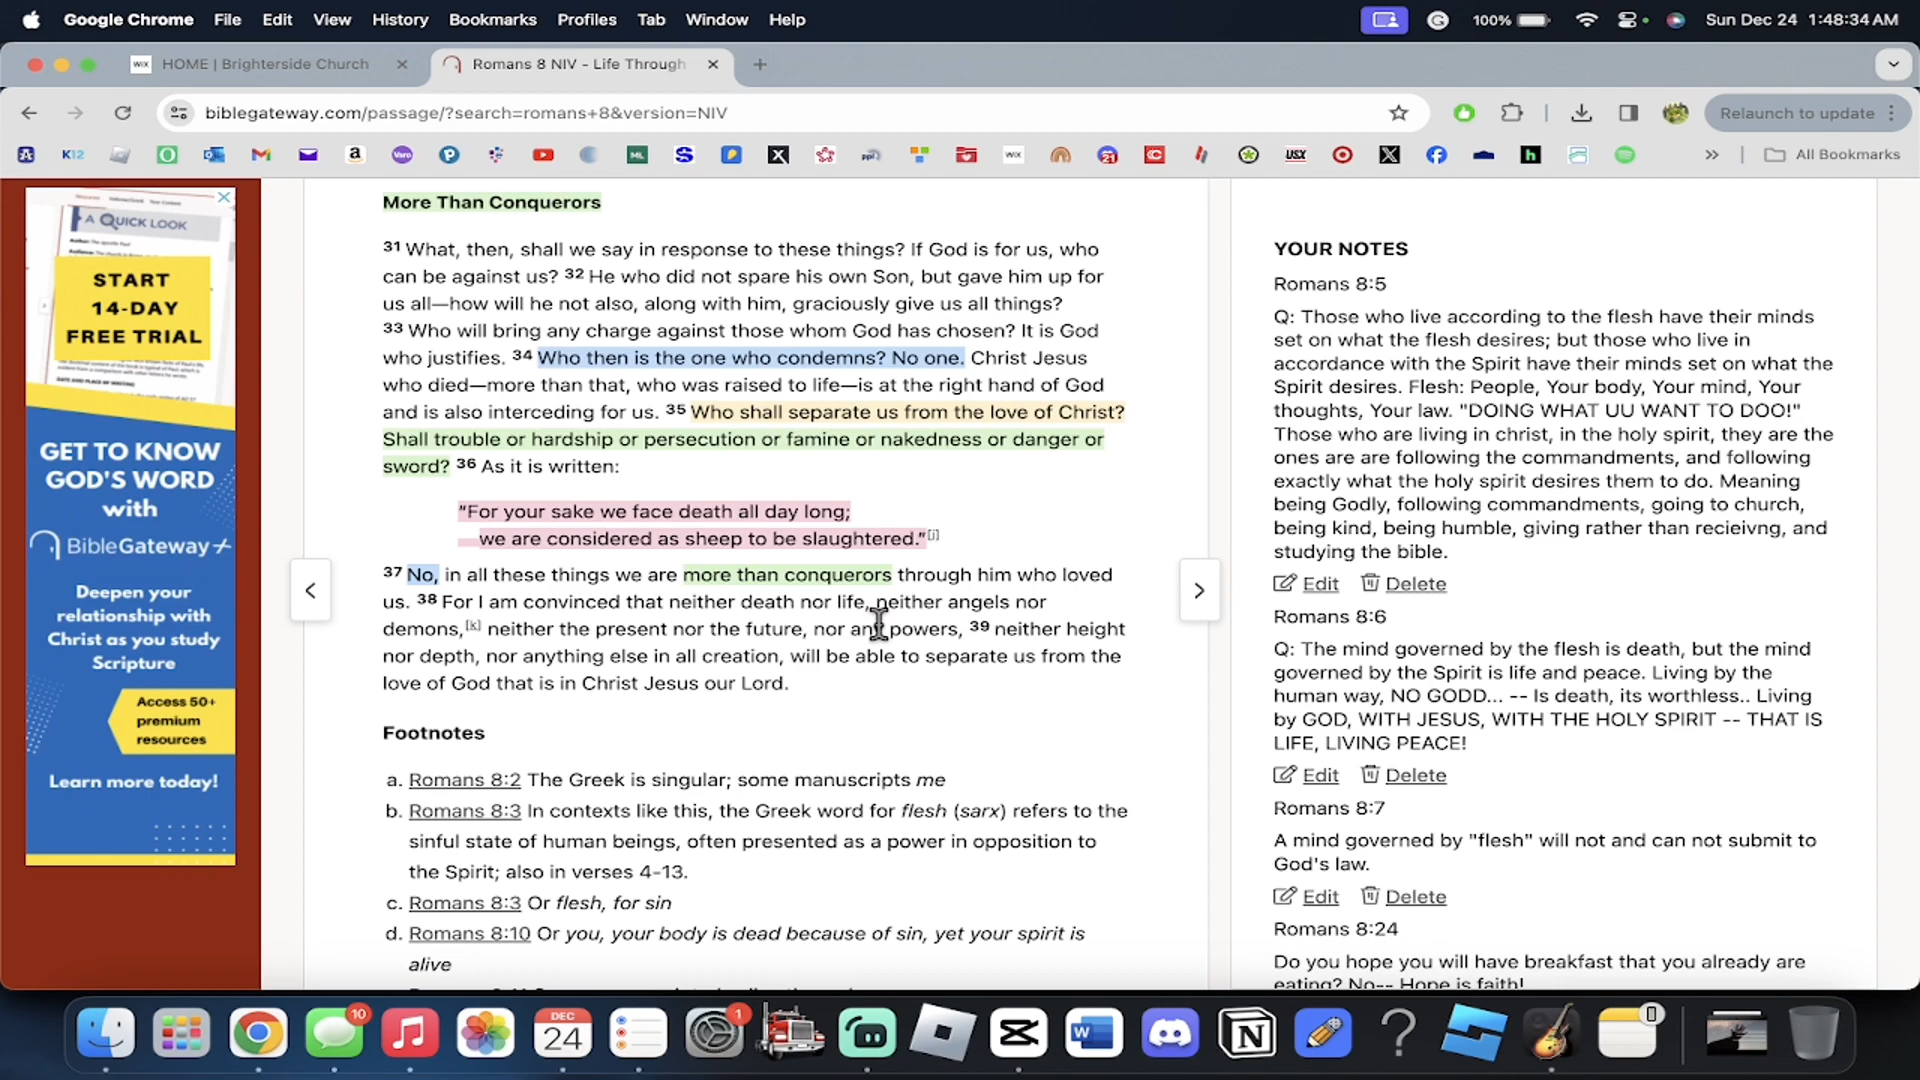 Google Chrome File Edit View History Bookmarks Profiles Tab Window Help 100% Sun Dec 24 1:48:34 AM
WIX HOME | Brighterside Church Romans 8 NIV - Life Through
biblegateway.com/passage/?search=romans+8&version=NIV Relaunch to update
K12 ML WIX USX All Bookmarks
A QUICK LOOK
START
14-DAY
FREE TRIAL
GET TO KNOW
GOD'S WORD
with
BibleGateway+
Deepen your
relationship with
Christ as you study
Scripture
Access 50+
premium
resources
Learn more today!
More Than Conquerors
31 What, then, shall we say in response to these things? If God is for us, who
can be against us? 32 He who did not spare his own Son, but gave him up for
us all—how will he not also, along with him, graciously give us all things?
33 Who will bring any charge against those whom God has chosen? It is God
who justifies. 34 Who then is the one who condemns? No one. Christ Jesus
who died—more than that, who was raised to life—is at the right hand of God
and is also interceding for us. 35 Who shall separate us from the love of Christ?
Shall trouble or hardship or persecution or famine or nakedness or danger or
sword? 36 As it is written:
"For your sake we face death all day long;
we are considered as sheep to be slaughtered."[j]
37 No, in all these things we are more than conquerors through him who loved
us. 38 For I am convinced that neither death nor life, neither angels nor
demons,[k] neither the present nor the future, nor any powers, 39 neither height
nor depth, nor anything else in all creation, will be able to separate us from the
love of God that is in Christ Jesus our Lord.
Footnotes
a. Romans 8:2 The Greek is singular; some manuscripts me
b. Romans 8:3 In contexts like this, the Greek word for flesh (sarx) refers to the
sinful state of human beings, often presented as a power in opposition to
the Spirit; also in verses 4-13.
c. Romans 8:3 Or flesh, for sin
d. Romans 8:10 Or you, your body is dead because of sin, yet your spirit is
alive
YOUR NOTES
Romans 8:5
Q: Those who live according to the flesh have their minds
set on what the flesh desires; but those who live in
accordance with the Spirit have their minds set on what the
Spirit desires. Flesh: People, Your body, Your mind, Your
thoughts, Your law. "DOING WHAT UU WANT TO DOO!"
Those who are living in christ, in the holy spirit, they are the
ones are are following the commandments, and following
exactly what the holy spirit desires them to do. Meaning
being Godly, following commandments, going to church,
being kind, being humble, giving rather than recieivng, and
studying the bible.
Edit Delete
Romans 8:6
Q: The mind governed by the flesh is death, but the mind
governed by the Spirit is life and peace. Living by the
human way, NO GODD... -- Is death, its worthless.. Living
by GOD, WITH JESUS, WITH THE HOLY SPIRIT -- THAT IS
LIFE, LIVING PEACE!
Edit Delete
Romans 8:7
A mind governed by "flesh" will not and can not submit to
God's law.
Edit Delete
Romans 8:24
Do you hope you will have breakfast that you already are
eating? No-- Hope is faith!
10 DEC 24 1 W N ? 0